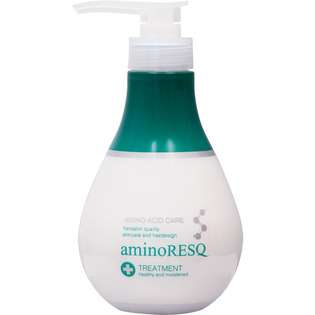 AMINO ACID CARE
hairsalon quality
skincare and hairdesign
aminoRESQ
TREATMENT
healthy and moistened